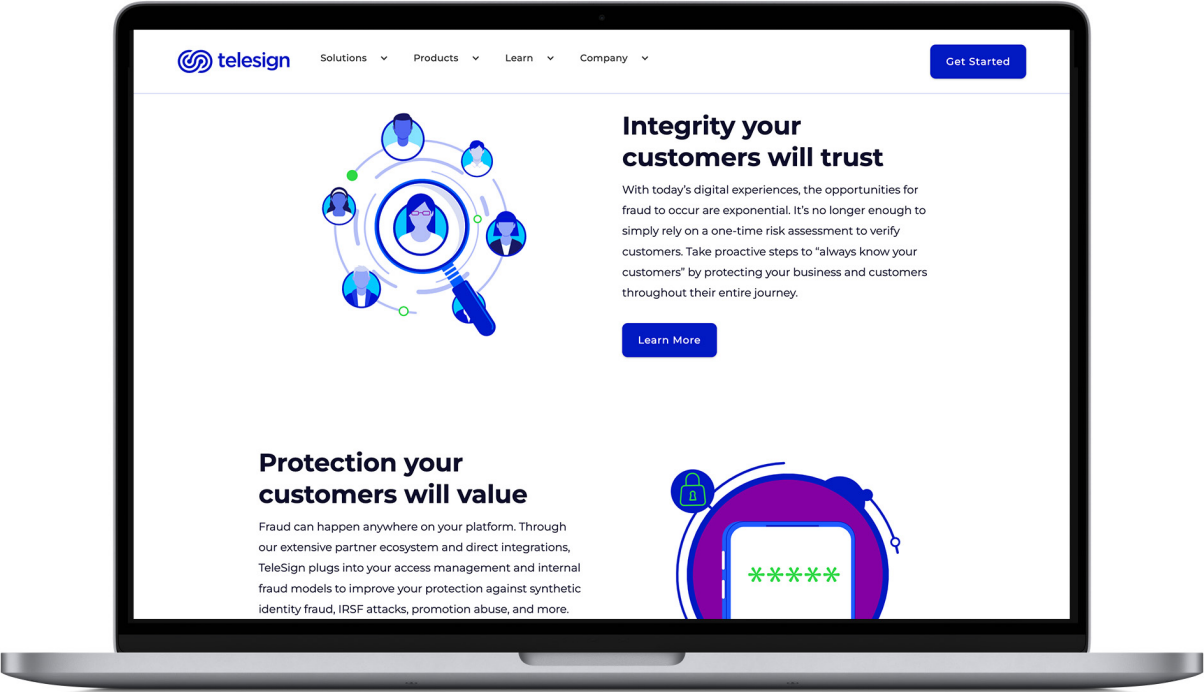 telesign
Solutions
Products
Learn
Company
Get Started
Integrity your
customers will trust
With today’s digital experiences, the opportunities for
fraud to occur are exponential. It’s no longer enough to
simply rely on a one-time risk assessment to verify
customers. Take proactive steps to “always know your
customers” by protecting your business and customers
throughout their entire journey.
Learn More
Protection your
customers will value
Fraud can happen anywhere on your platform. Through
our extensive partner ecosystem and direct integrations,
TeleSign plugs into your access management and internal
fraud models to improve your protection against synthetic
identity fraud, IRSF attacks, promotion abuse, and more.
*****